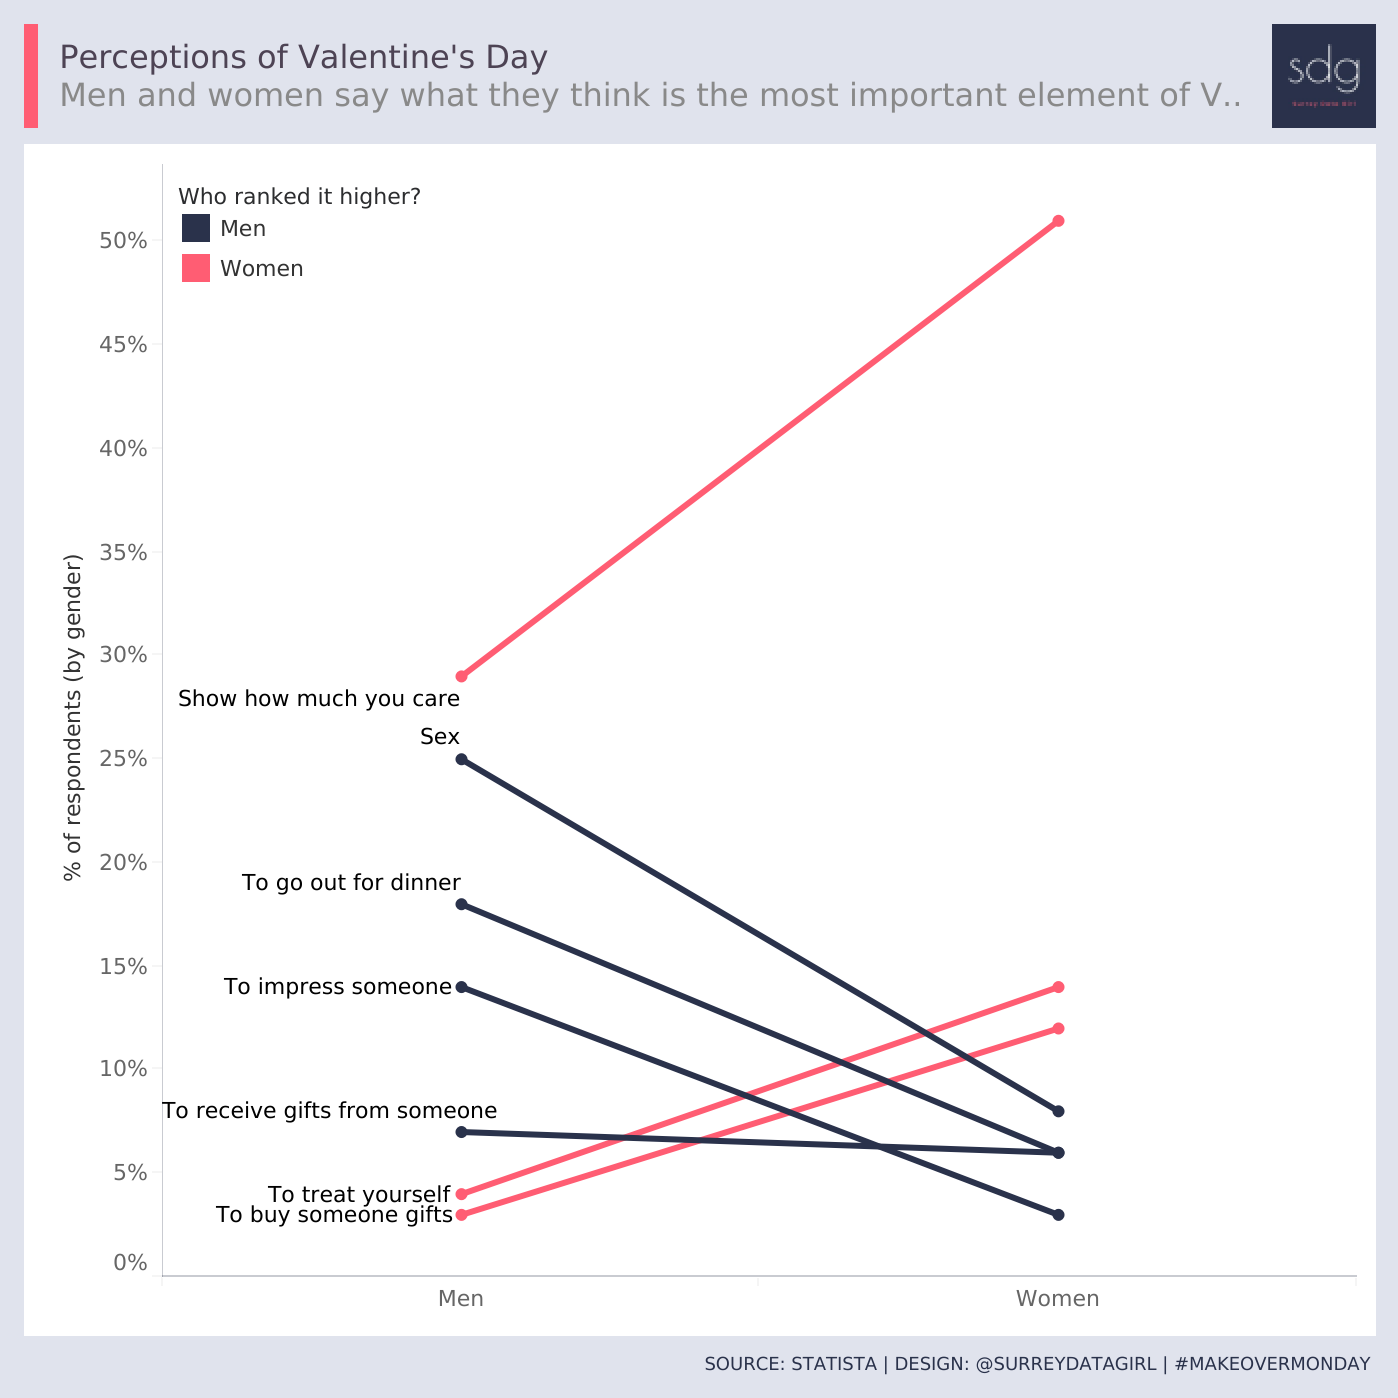 Perceptions of Valentine's Day
Men and women say what they think is the most important element of V..
sdg
Surrey Data Girl
Who ranked it higher?
Men
Women
50%
45%
40%
35%
30%
25%
20%
15%
10%
5%
0%
% of respondents (by gender)
Show how much you care
Sex
To go out for dinner
To impress someone
To receive gifts from someone
To treat yourself
To buy someone gifts
Men
Women
SOURCE: STATISTA | DESIGN: @SURREYDATAGIRL | #MAKEOVERMONDAY